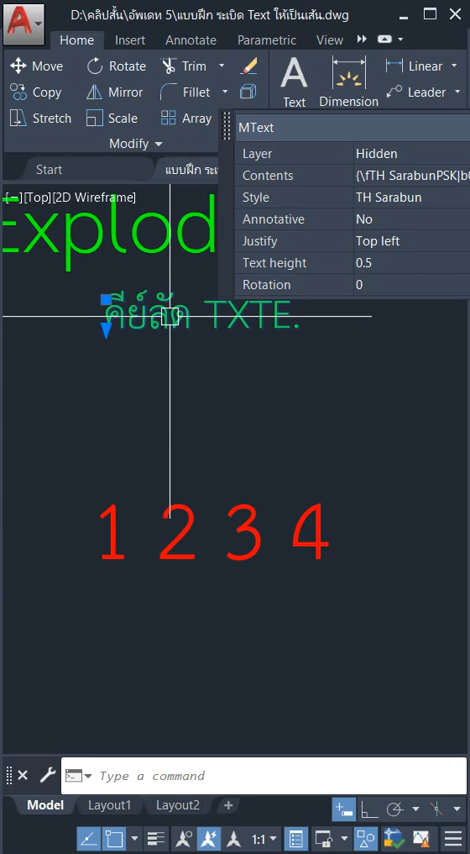 D:\คลิปสั้น\อัพเดท 5\แบบฝึก ระเบิด Text ให้เป็นเส้น.dwg
Home Insert Annotate Parametric View
Move Rotate Trim
Copy Mirror Fillet
Stretch Scale Array
Text Dimension
Linear
Leader
Modify
MText
Layer Hidden
Contents {\fTH SarabunPSK|b0
Style TH Sarabun
Annotative No
Justify Top left
Text height 0.5
Rotation 0
Start แบบฝึก ระเ
[−][Top][2D Wireframe]
Explod
คีย์ลัด TXTE.
1 2 3 4
Type a command
Model Layout1 Layout2 +
1:1